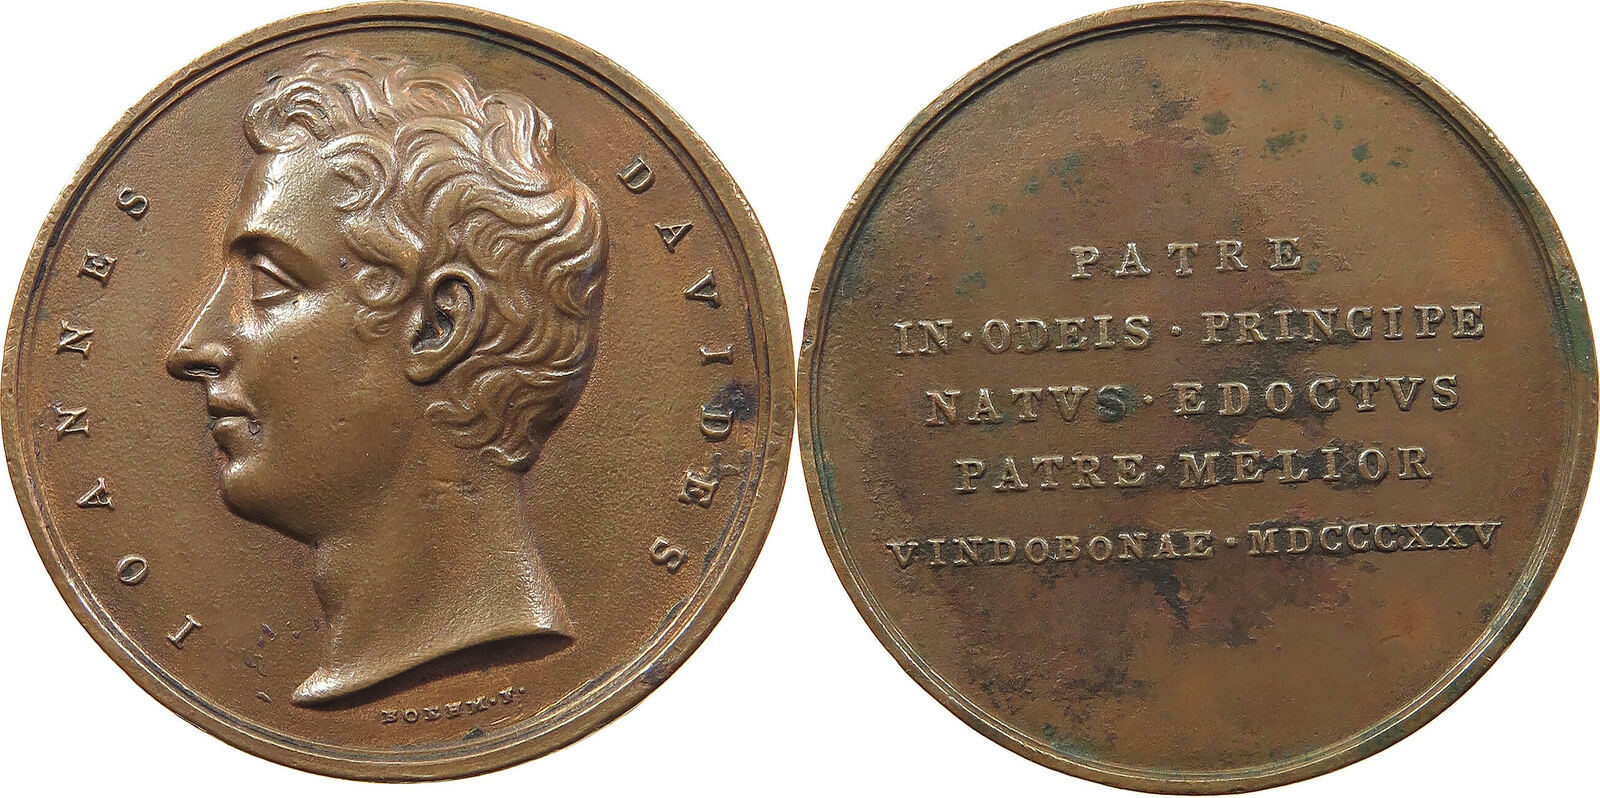 IOANNES DAVIDES
BOEHM·F·
PATRE
IN·ODEIS·PRINCIPE
NATVS·EDOCTVS
PATRE·MELIOR
VINDOBONAE·MDCCCXXV